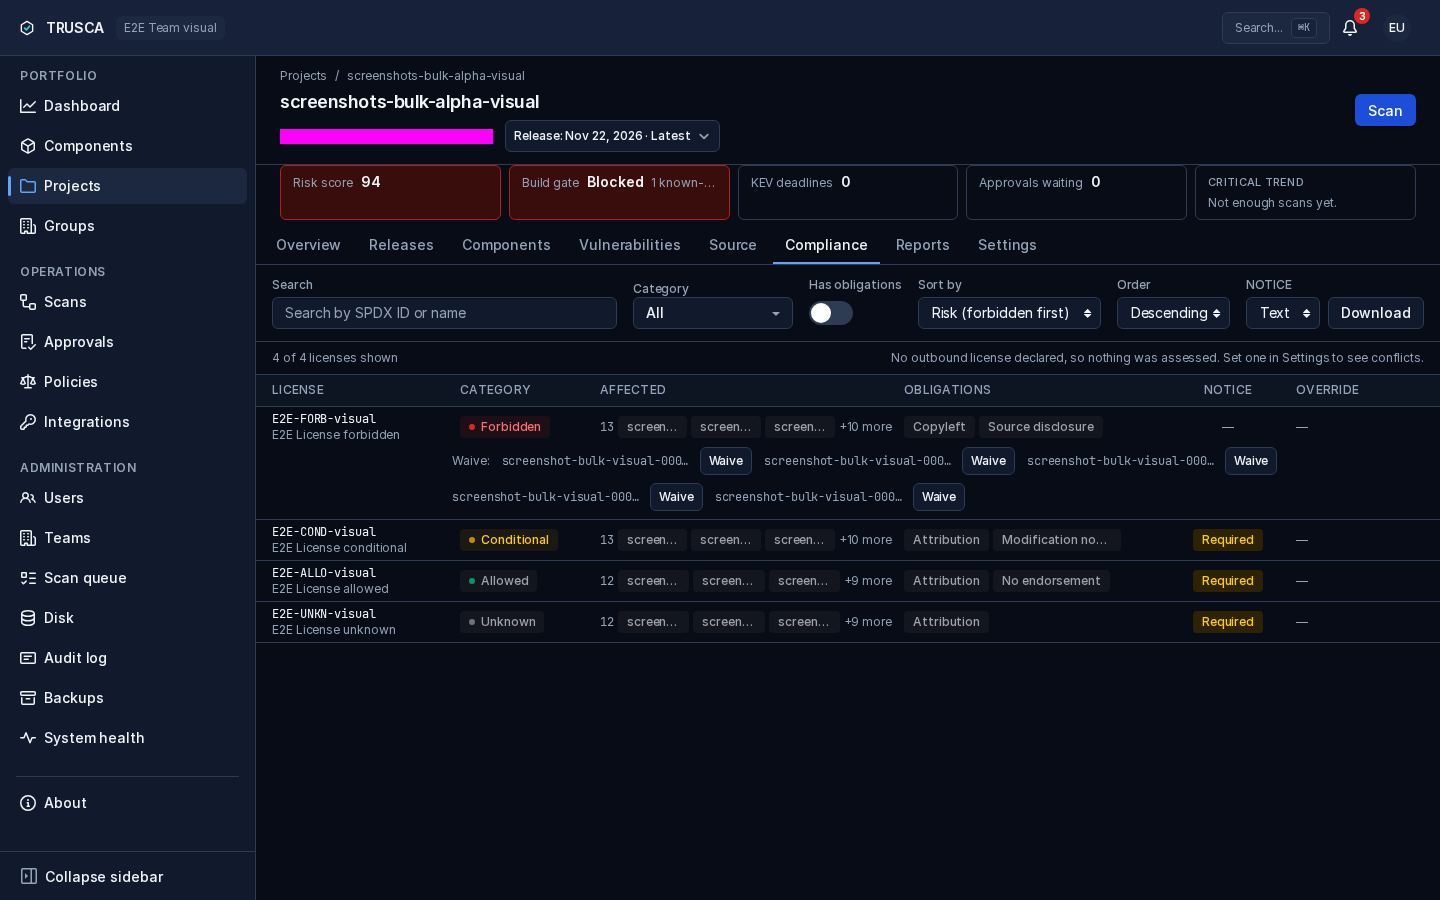 TRUSCA
E2E Team visual
Search...
⌘K
3
EU
PORTFOLIO
Dashboard
Components
Projects
Groups
OPERATIONS
Scans
Approvals
Policies
Integrations
ADMINISTRATION
Users
Teams
Scan queue
Disk
Audit log
Backups
System health
About
Collapse sidebar
Projects / screenshots-bulk-alpha-visual
screenshots-bulk-alpha-visual
Release: Nov 22, 2026 · Latest
Scan
Risk score 94
Build gate Blocked 1 known-…
KEV deadlines 0
Approvals waiting 0
CRITICAL TREND
Not enough scans yet.
Overview Releases Components Vulnerabilities Source Compliance Reports Settings
Search
Search by SPDX ID or name
Category
All
Has obligations
Sort by
Risk (forbidden first)
Order
Descending
NOTICE
Text
Download
4 of 4 licenses shown
No outbound license declared, so nothing was assessed. Set one in Settings to see conflicts.
LICENSE CATEGORY AFFECTED OBLIGATIONS NOTICE OVERRIDE
E2E-FORB-visual
E2E License forbidden
Forbidden
13 screen… screen… screen… +10 more
Copyleft Source disclosure
— —
Waive: screenshot-bulk-visual-000… Waive screenshot-bulk-visual-000… Waive screenshot-bulk-visual-000… Waive
screenshot-bulk-visual-000… Waive screenshot-bulk-visual-000… Waive
E2E-COND-visual
E2E License conditional
Conditional
13 screen… screen… screen… +10 more
Attribution Modification no…
Required —
E2E-ALLO-visual
E2E License allowed
Allowed
12 screen… screen… screen… +9 more
Attribution No endorsement
Required —
E2E-UNKN-visual
E2E License unknown
Unknown
12 screen… screen… screen… +9 more
Attribution
Required —